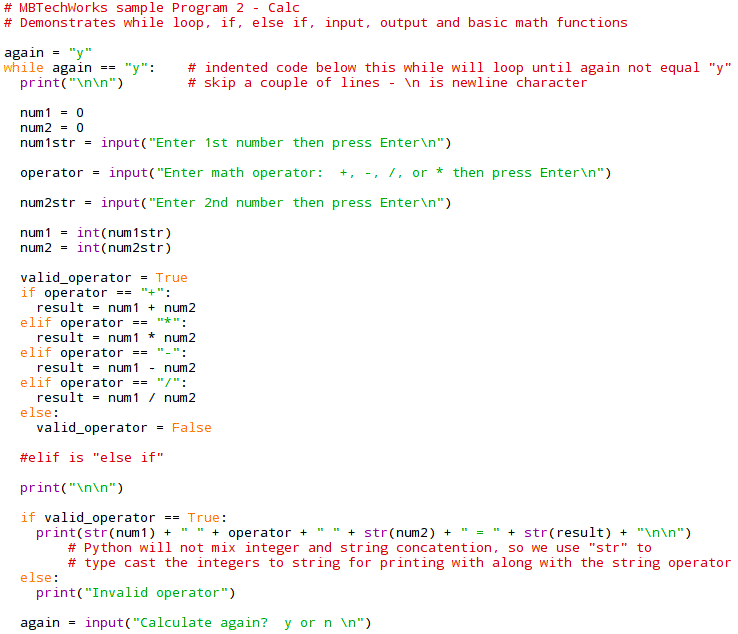 # MBTechWorks sample Program 2 - Calc
# Demonstrates while loop, if, else if, input, output and basic math functions

again = "y"
while again == "y":    # indented code below this while will loop until again not equal "y"
  print("\n\n")        # skip a couple of lines - \n is newline character

  num1 = 0
  num2 = 0
  num1str = input("Enter 1st number then press Enter\n")

  operator = input("Enter math operator:  +, -, /, or * then press Enter\n")

  num2str = input("Enter 2nd number then press Enter\n")

  num1 = int(num1str)
  num2 = int(num2str)

  valid_operator = True
  if operator == "+":
    result = num1 + num2
  elif operator == "*":
    result = num1 * num2
  elif operator == "-":
    result = num1 - num2
  elif operator == "/":
    result = num1 / num2
  else:
    valid_operator = False

  #elif is "else if"

  print("\n\n")

  if valid_operator == True:
    print(str(num1) + " " + operator + " " + str(num2) + " = " + str(result) + "\n\n")
        # Python will not mix integer and string concatention, so we use "str" to
        # type cast the integers to string for printing with along with the string operator
  else:
    print("Invalid operator")

  again = input("Calculate again?  y or n \n")